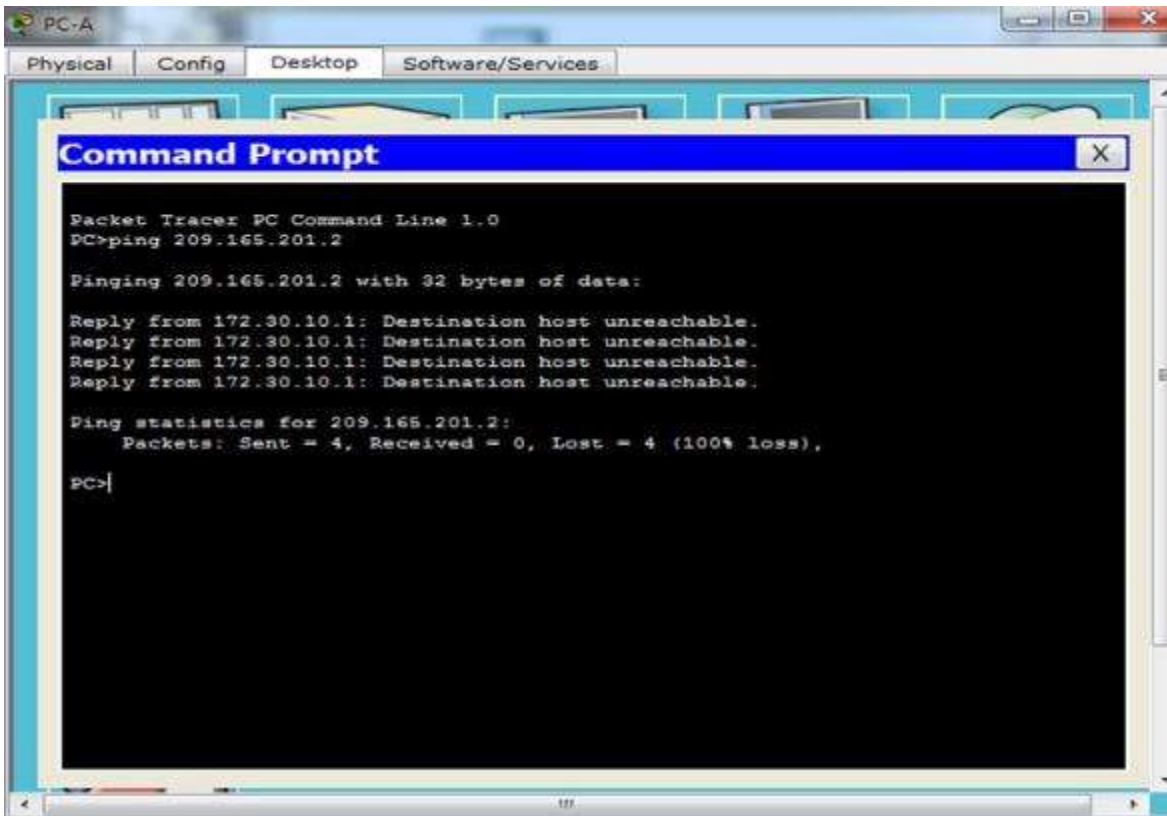 PC-A
Physical Config Desktop Software/Services
Command Prompt
X
Packet Tracer PC Command Line 1.0
PC>ping 209.165.201.2
Pinging 209.165.201.2 with 32 bytes of data:
Reply from 172.30.10.1: Destination host unreachable.
Reply from 172.30.10.1: Destination host unreachable.
Reply from 172.30.10.1: Destination host unreachable.
Reply from 172.30.10.1: Destination host unreachable.
Ping statistics for 209.165.201.2:
Packets: Sent = 4, Received = 0, Lost = 4 (100% loss),
PC>